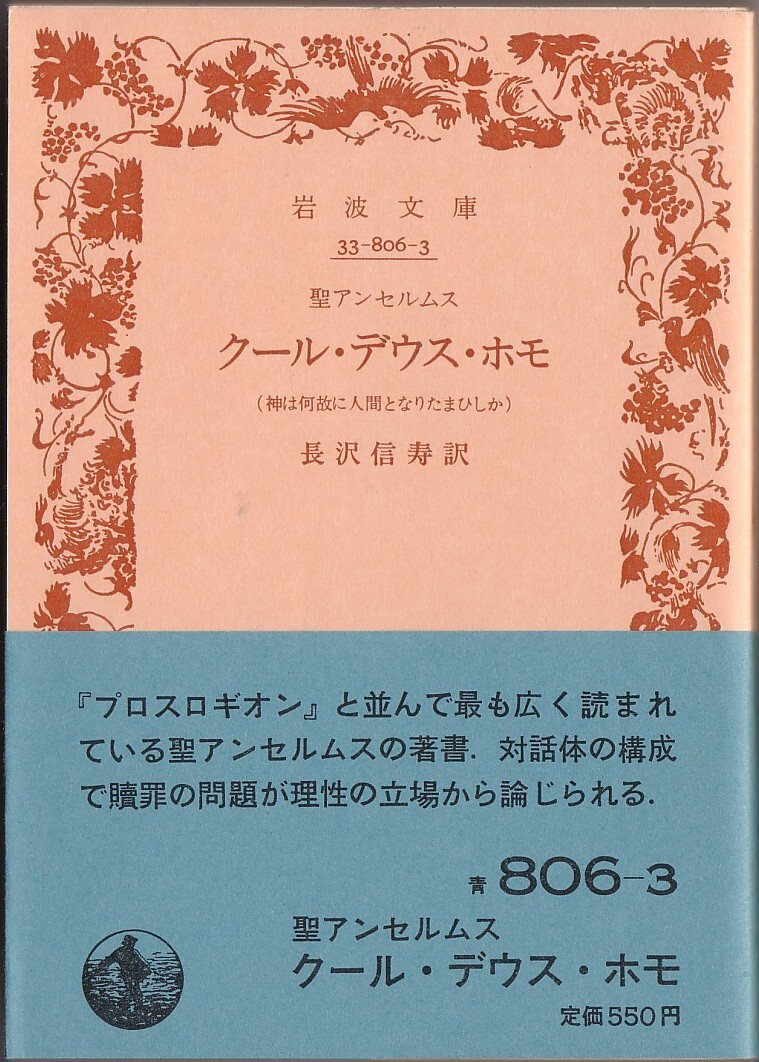 岩波文庫
33-806-3
聖アンセルムス
クール・デウス・ホモ
(神は何故に人間となりたまひしか)
長沢信寿訳
『プロスロギオン』と並んで最も広く読まれ
ている聖アンセルムスの著書．対話体の構成
で贖罪の問題が理性の立場から論じられる．
青 806-3
聖アンセルムス
クール・デウス・ホモ
定価550円